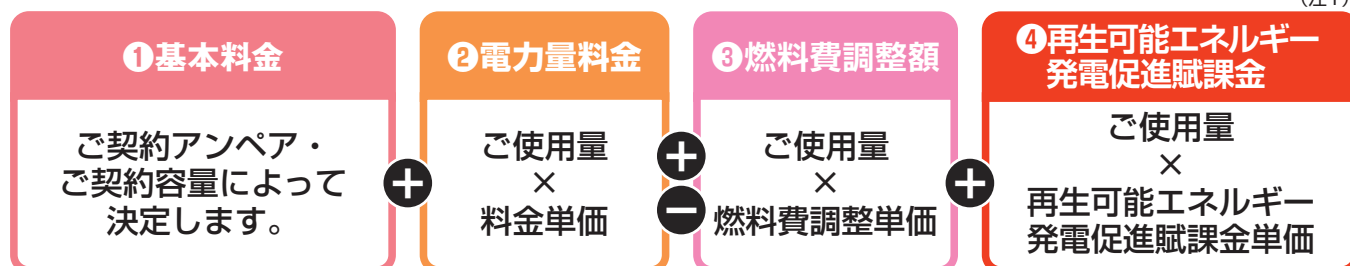 （注1）
❶基本料金
ご契約アンペア・
ご契約容量によって
決定します。
+
❷電力量料金
ご使用量
×
料金単価
+
−
❸燃料費調整額
ご使用量
×
燃料費調整単価
+
❹再生可能エネルギー
発電促進賦課金
ご使用量
×
再生可能エネルギー
発電促進賦課金単価